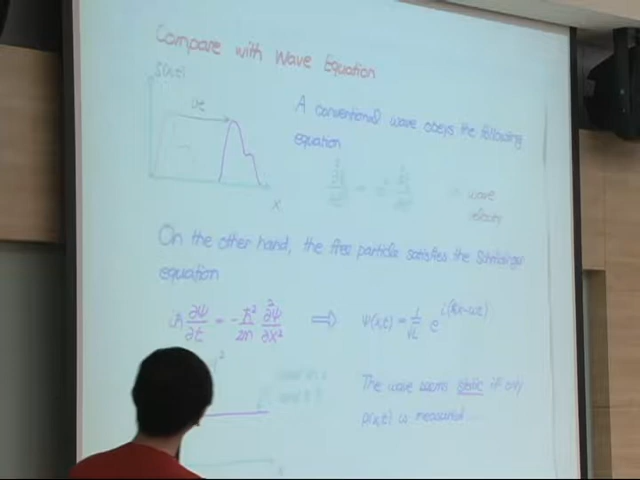 Compare with Wave Equation
vt
A conventional wave obeys the following
equation
x
wave
velocity
On the other hand, the free particle satisfies the Schrödinger
equation
iħ ∂ψ/∂t = -ħ²/2m ∂²ψ/∂x² ⟹ ψ(x,t) = 1/√L e^{i(kx-ωt)}
The wave seems static if only
p(x,t) is measured...